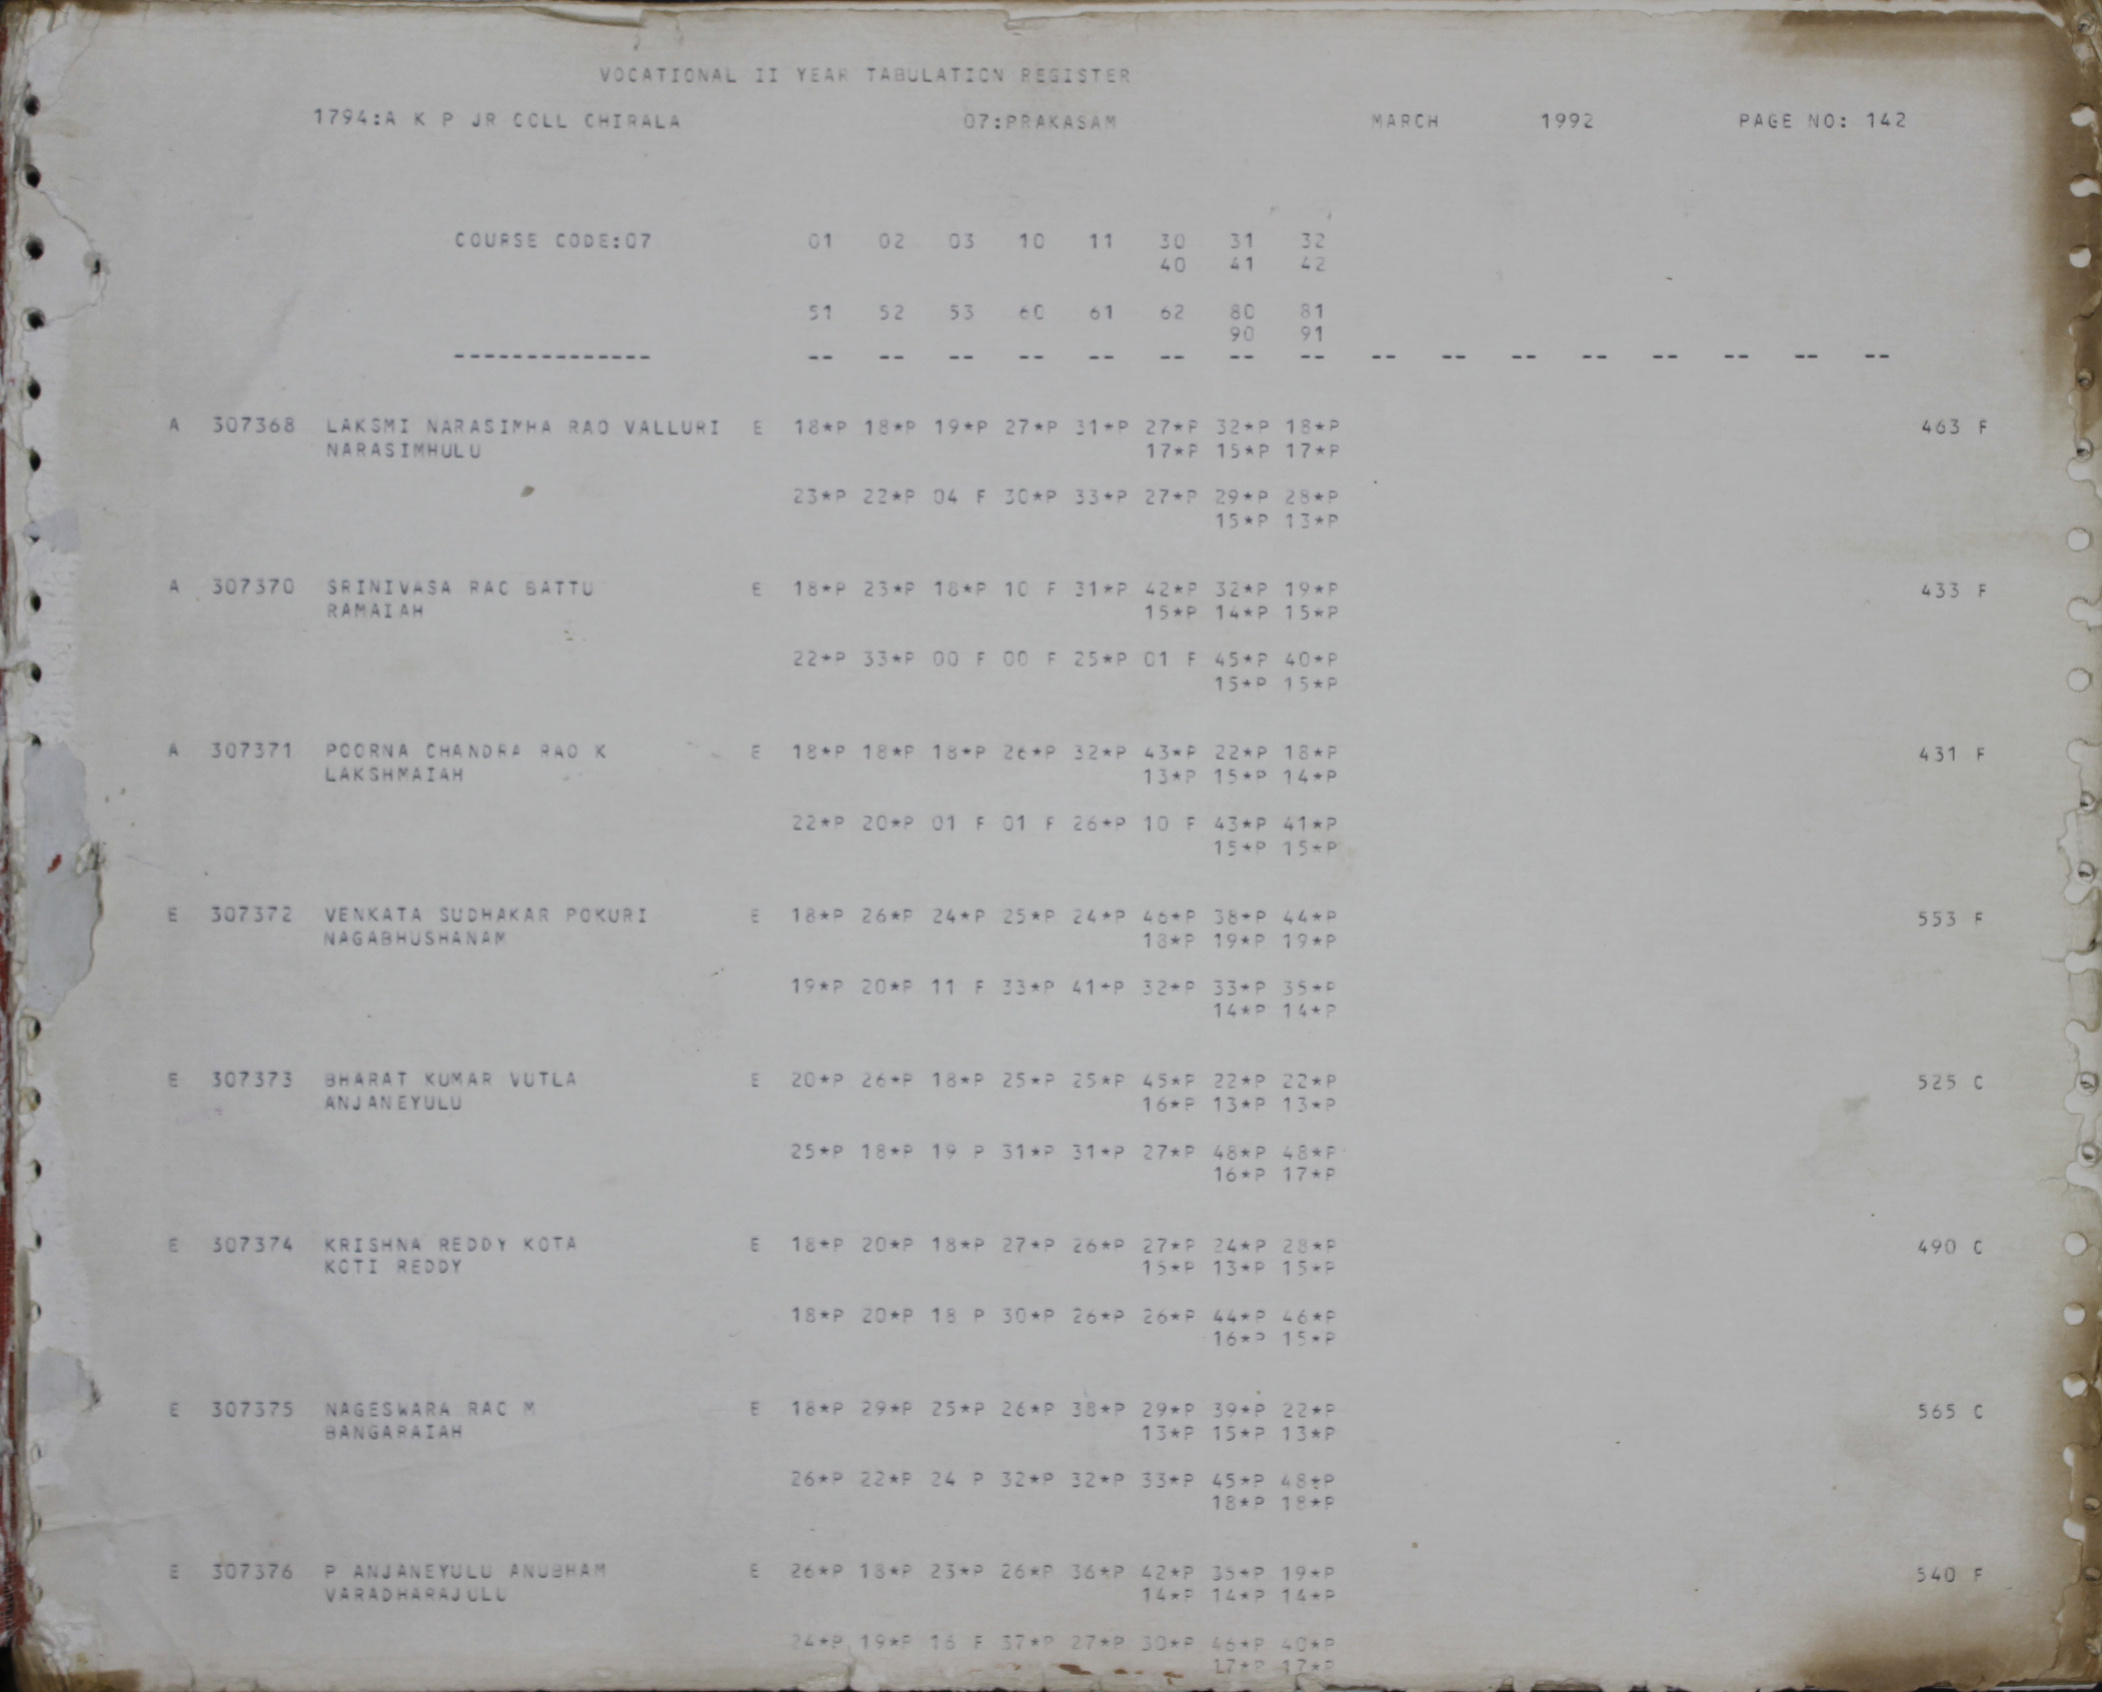 VOCATIONAL II YEAR TABULATION REGISTER
1794:A K P JR COLL CHIRALA 07:PRAKASAM MARCH 1992 PAGE NO: 142
COURSE CODE:07 01 02 03 10 11 30 31 32
40 41 42
51 52 53 60 61 62 80 81
90 91
-------------- -- -- -- -- -- -- -- -- -- -- -- -- -- -- -- --
A 307368 LAKSMI NARASIMHA RAO VALLURI E 18*P 18*P 19*P 27*P 31*P 27*P 32*P 18*P 463 F
NARASIMHULU 17*P 15*P 17*P
23*P 22*P 04 F 30*P 33*P 27*P 29*P 28*P
15*P 13*P
A 307370 SRINIVASA RAO BATTU E 18*P 23*P 18*P 10 F 31*P 42*P 32*P 19*P 433 F
RAMAIAH 15*P 14*P 15*P
22*P 33*P 00 F 00 F 25*P 01 F 45*P 40*P
15*P 15*P
A 307371 POORNA CHANDRA RAO K E 18*P 18*P 18*P 26*P 32*P 43*P 22*P 18*P 431 F
LAKSHMAIAH 13*P 15*P 14*P
22*P 20*P 01 F 01 F 26*P 10 F 43*P 41*P
15*P 15*P
E 307372 VENKATA SUDHAKAR POKURI E 18*P 26*P 24*P 25*P 24*P 46*P 38*P 44*P 553 F
NAGABHUSHANAM 18*P 19*P 19*P
19*P 20*P 11 F 33*P 41*P 32*P 33*P 35*P
14*P 14*P
E 307373 BHARAT KUMAR VUTLA E 20*P 26*P 18*P 25*P 25*P 45*P 22*P 22*P 525 C
ANJANEYULU 16*P 13*P 13*P
25*P 18*P 19 P 31*P 31*P 27*P 48*P 48*P
16*P 17*P
E 307374 KRISHNA REDDY KOTA E 18*P 20*P 18*P 27*P 26*P 27*P 24*P 28*P 490 C
KOTI REDDY 15*P 13*P 15*P
18*P 20*P 18 P 30*P 26*P 26*P 44*P 46*P
16*P 15*P
E 307375 NAGESWARA RAO M E 18*P 29*P 25*P 26*P 38*P 29*P 39*P 22*P 565 C
BANGARAIAH 13*P 15*P 13*P
26*P 22*P 24 P 32*P 32*P 33*P 45*P 48*P
18*P 18*P
E 307376 P ANJANEYULU ANUBHAM E 26*P 18*P 23*P 26*P 36*P 42*P 35*P 19*P 540 F
VARADHARAJULU 14*P 14*P 14*P
24*P 19*P 16 F 37*P 27*P 30*P 46*P 40*P
17*P 17*P